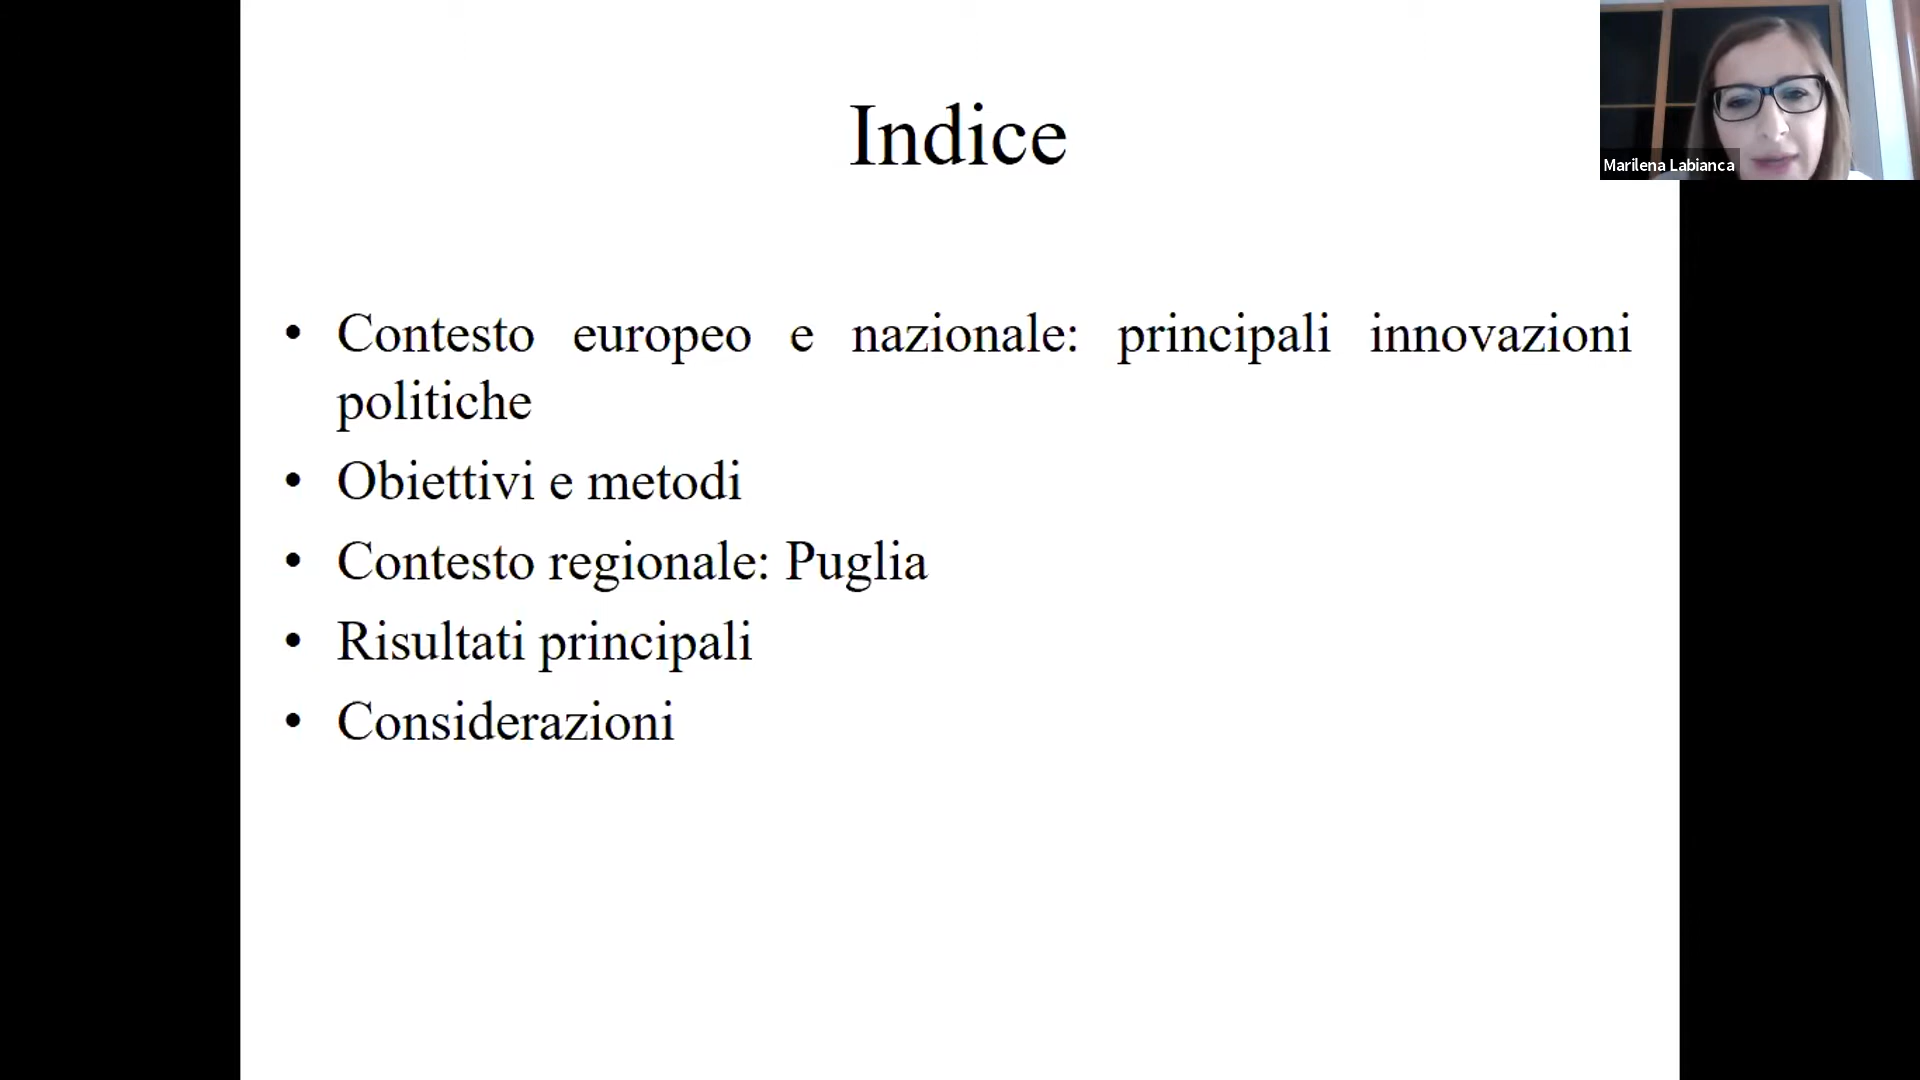 Indice
• Contesto europeo e nazionale: principali innovazioni
politiche
• Obiettivi e metodi
• Contesto regionale: Puglia
• Risultati principali
• Considerazioni
Marilena Labianca